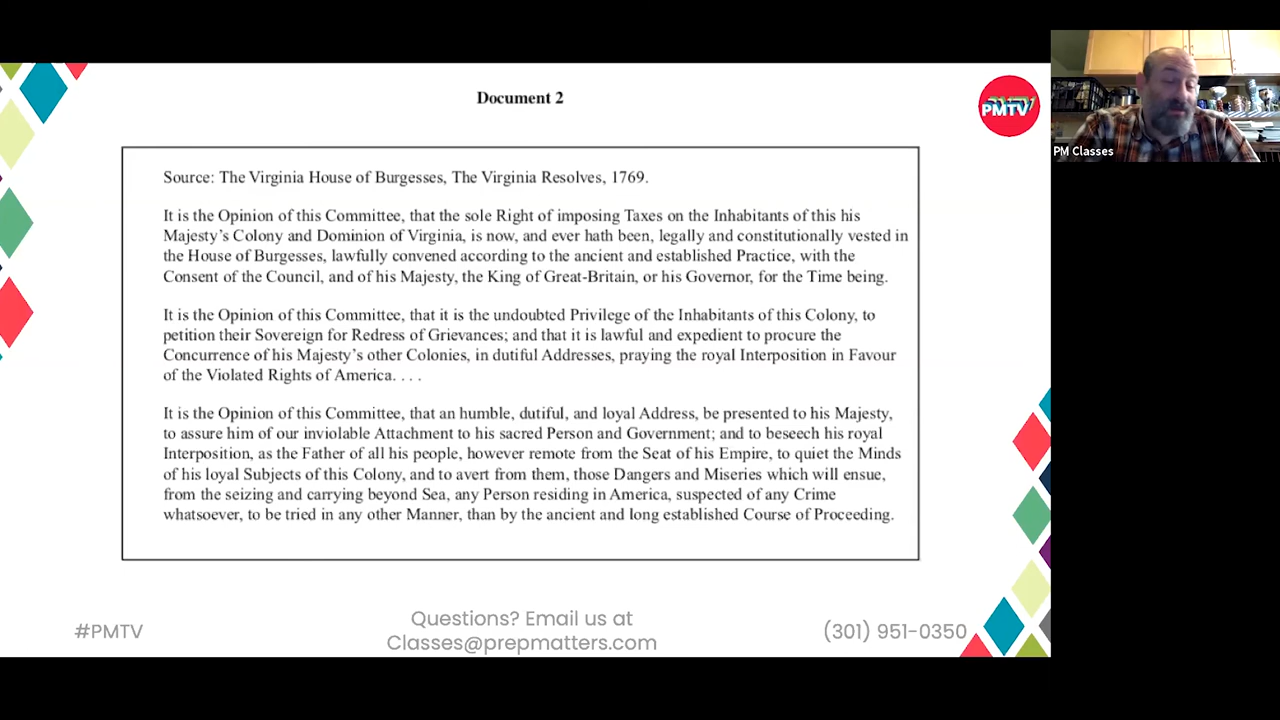 Document 2
PMTV
PM Classes
Source: The Virginia House of Burgesses, The Virginia Resolves, 1769.
It is the Opinion of this Committee, that the sole Right of imposing Taxes on the Inhabitants of this his
Majesty's Colony and Dominion of Virginia, is now, and ever hath been, legally and constitutionally vested in
the House of Burgesses, lawfully convened according to the ancient and established Practice, with the
Consent of the Council, and of his Majesty, the King of Great-Britain, or his Governor, for the Time being.
It is the Opinion of this Committee, that it is the undoubted Privilege of the Inhabitants of this Colony, to
petition their Sovereign for Redress of Grievances; and that it is lawful and expedient to procure the
Concurrence of his Majesty's other Colonies, in dutiful Addresses, praying the royal Interposition in Favour
of the Violated Rights of America. . . .
It is the Opinion of this Committee, that an humble, dutiful, and loyal Address, be presented to his Majesty,
to assure him of our inviolable Attachment to his sacred Person and Government; and to beseech his royal
Interposition, as the Father of all his people, however remote from the Seat of his Empire, to quiet the Minds
of his loyal Subjects of this Colony, and to avert from them, those Dangers and Miseries which will ensue,
from the seizing and carrying beyond Sea, any Person residing in America, suspected of any Crime
whatsoever, to be tried in any other Manner, than by the ancient and long established Course of Proceeding.
#PMTV
Questions? Email us at
Classes@prepmatters.com
(301) 951-0350